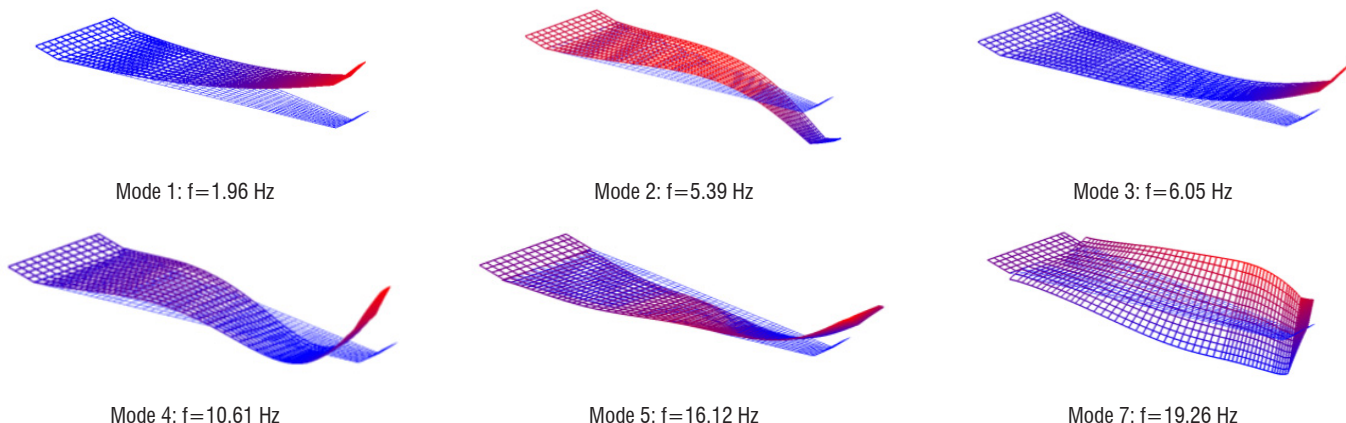 Mode 1: f=1.96 Hz
Mode 2: f=5.39 Hz
Mode 3: f=6.05 Hz
Mode 4: f=10.61 Hz
Mode 5: f=16.12 Hz
Mode 7: f=19.26 Hz